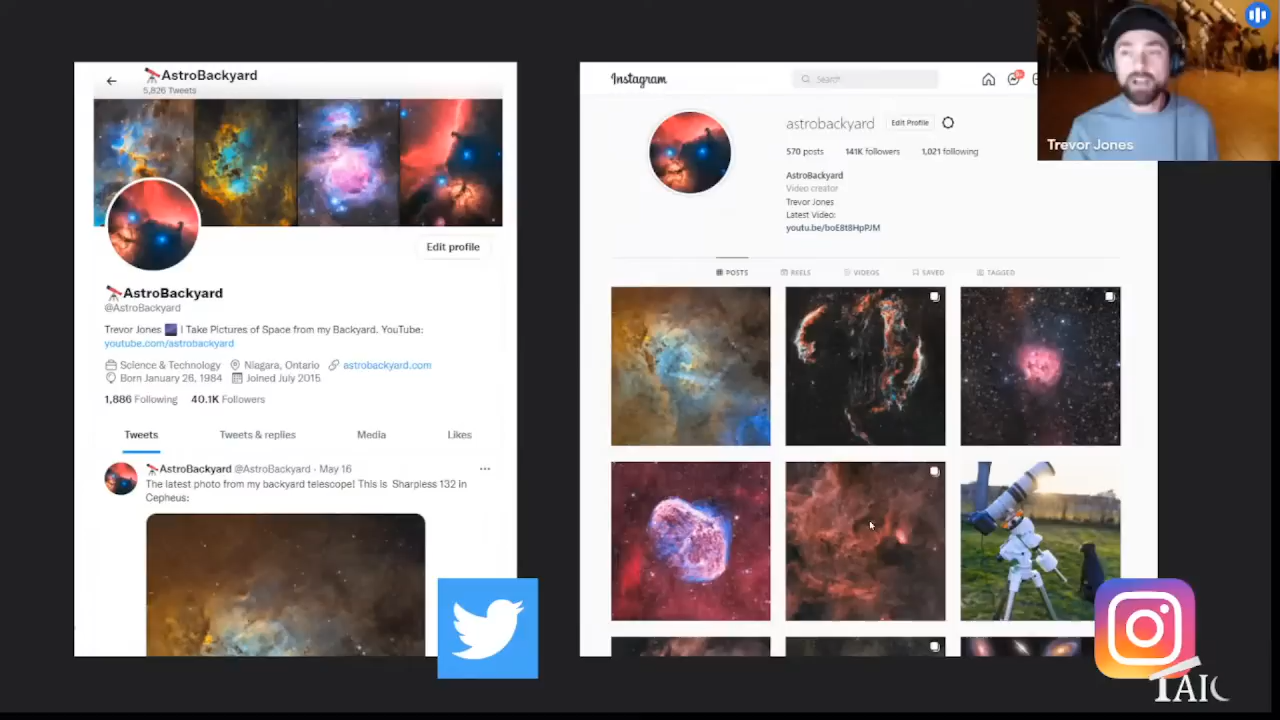 AstroBackyard
5,826 Tweets
Edit profile
AstroBackyard
@AstroBackyard
Trevor Jones | I Take Pictures of Space from my Backyard. YouTube:
youtube.com/astrobackyard
Science & Technology Niagara, Ontario astrobackyard.com
Born January 26, 1984 Joined July 2015
1,886 Following 40.1K Followers
Tweets Tweets & replies Media Likes
AstroBackyard @AstroBackyard · May 16
The latest photo from my backyard telescope! This is Sharpless 132 in
Cepheus:
Instagram
Search
astrobackyard Edit Profile
570 posts 141K followers 1,021 following
AstroBackyard
Video creator
Trevor Jones
Latest Video:
youtu.be/boE8t8HpPJM
POSTS REELS VIDEOS SAVED TAGGED
Trevor Jones
TAIC